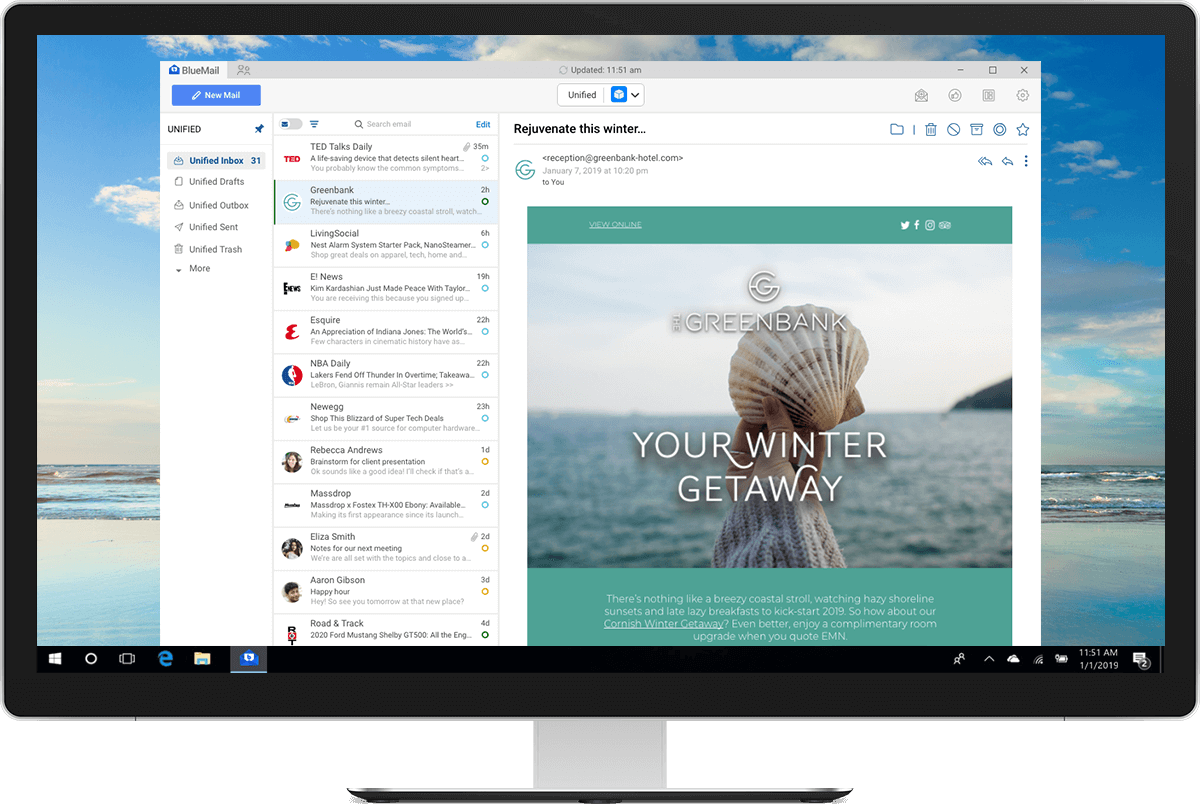 BlueMail
Updated: 11:51 am
New Mail
Unified
UNIFIED
Unified Inbox 31
Unified Drafts
Unified Outbox
Unified Sent
Unified Trash
More
Search email
Edit
TED
TED Talks Daily 35m
A life-saving device that detects silent heart...
You probably know the common symptoms... 2>
Greenbank 2h
Rejuvenate this winter...
There's nothing like a breezy coastal stroll, watch...
LivingSocial 6h
Nest Alarm System Starter Pack, NanoSteamer...
Shop great deals on apparel, tech, home and...
E! NEWS
E! News 19h
Kim Kardashian Just Made Peace With Taylor...
You are receiving this because you signed up...
Esquire 22h
An Appreciation of Indiana Jones: The World's...
Few characters in cinematic history have as...
NBA Daily 22h
Lakers Fend Off Thunder In Overtime; Takeawa...
LeBron, Giannis remain All-Star leaders >>
Newegg 23h
Shop This Blizzard of Super Tech Deals
Let us be your #1 source for computer hardware...
Rebecca Andrews 1d
Brainstorm for client presentation
Ok sounds like a good idea! I'll check if that's a...
Massdrop 2d
Massdrop x Fostex TH-X00 Ebony: Available...
Making its first appearance since its launch...
Eliza Smith 2d
Notes for our next meeting
We're are all set with the topics and close to a...
Aaron Gibson 3d
Happy hour
Hey! So see you tomorrow at that new place?
Road & Track 4d
2020 Ford Mustang Shelby GT500: All the Eng...
Rejuvenate this winter...
<reception@greenbank-hotel.com>
January 7, 2019 at 10:20 pm
to You
VIEW ONLINE
THE GREENBANK
YOUR WINTER
GETAWAY
There's nothing like a breezy coastal stroll, watching hazy shoreline
sunsets and late lazy breakfasts to kick-start 2019. So how about our
Cornish Winter Getaway? Even better, enjoy a complimentary room
upgrade when you quote EMN.
11:51 AM
1/1/2019
2